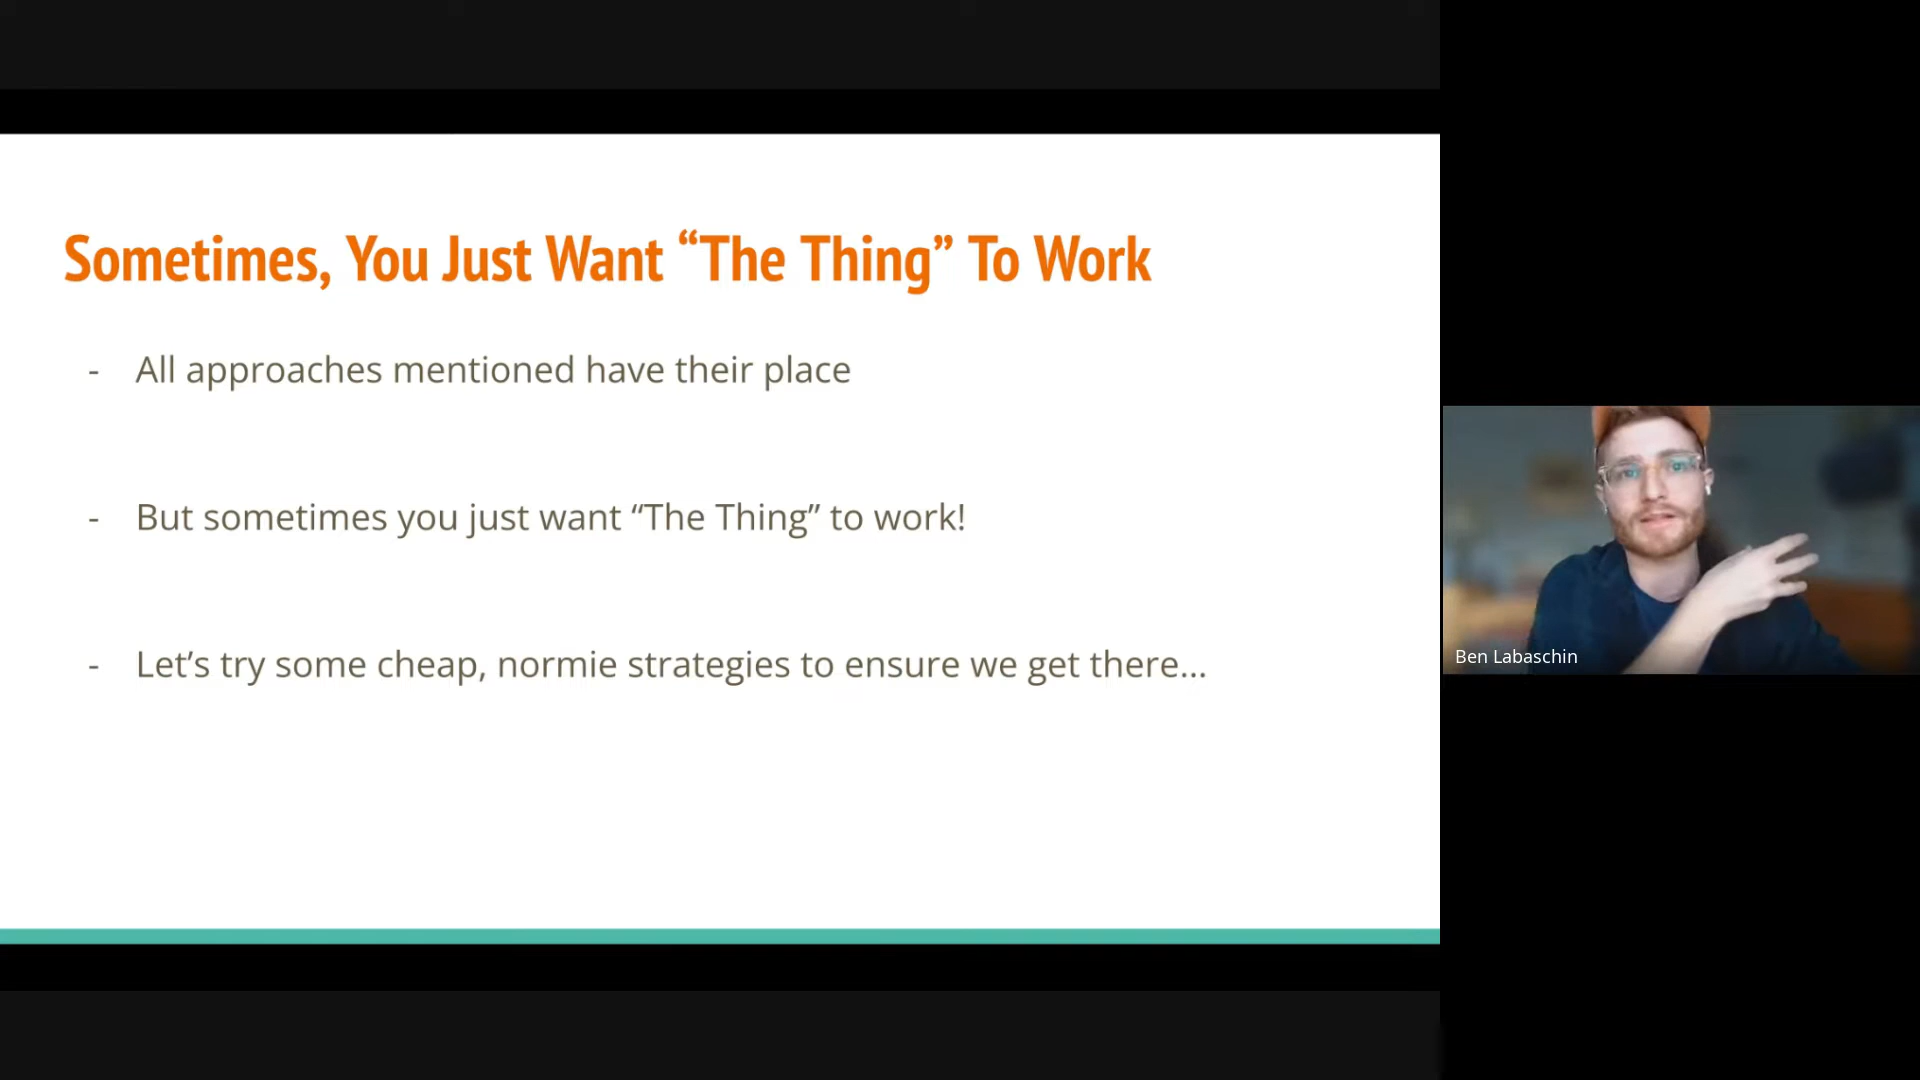 Sometimes, You Just Want “The Thing” To Work
- All approaches mentioned have their place
- But sometimes you just want “The Thing” to work!
- Let’s try some cheap, normie strategies to ensure we get there...
Ben Labaschin